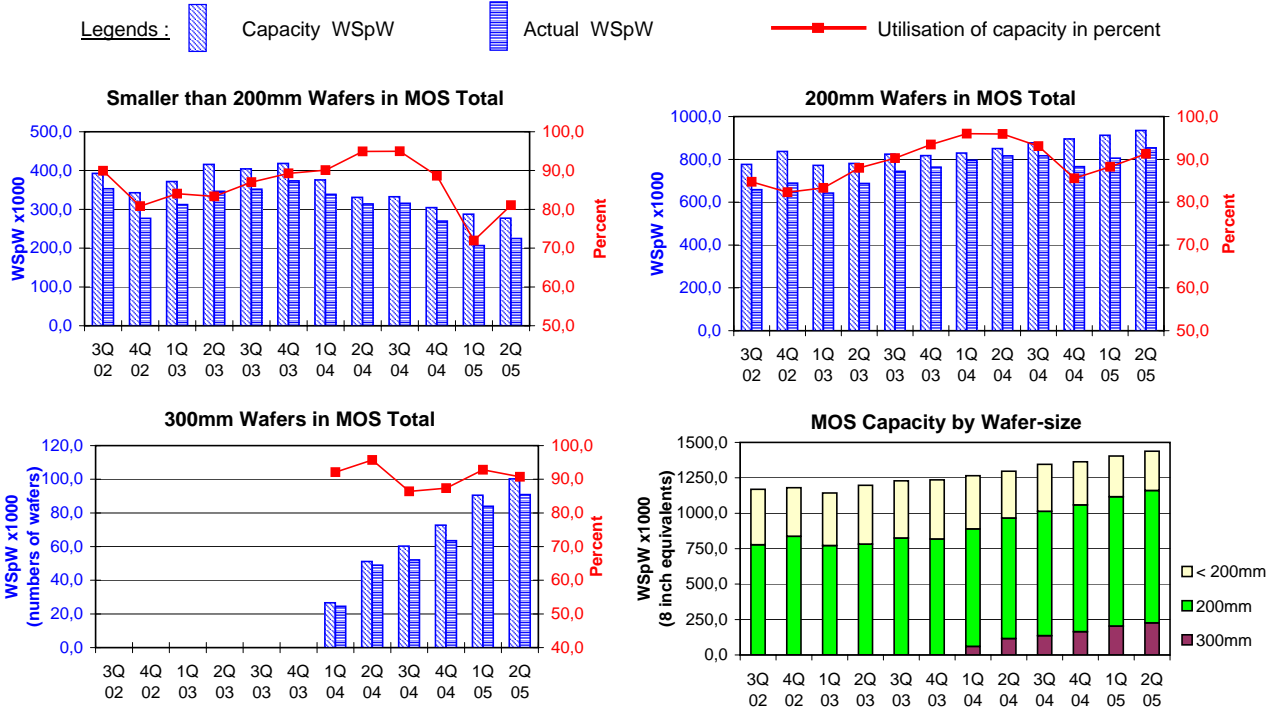 Legends :
Capacity WSpW
Actual WSpW
Utilisation of capacity in percent
Smaller than 200mm Wafers in MOS Total
WSpW x1000
500,0
400,0
300,0
200,0
100,0
0,0
100,0
90,0
80,0
70,0
60,0
50,0
Percent
3Q 4Q 1Q 2Q 3Q 4Q 1Q 2Q 3Q 4Q 1Q 2Q
02 02 03 03 03 03 04 04 04 04 05 05
200mm Wafers in MOS Total
WSpW x1000
1000,0
800,0
600,0
400,0
200,0
0,0
100,0
90,0
80,0
70,0
60,0
50,0
Percent
3Q 4Q 1Q 2Q 3Q 4Q 1Q 2Q 3Q 4Q 1Q 2Q
02 02 03 03 03 03 04 04 04 04 05 05
300mm Wafers in MOS Total
WSpW x1000
(numbers of wafers)
120,0
100,0
80,0
60,0
40,0
20,0
0,0
100,0
90,0
80,0
70,0
60,0
50,0
40,0
Percent
3Q 4Q 1Q 2Q 3Q 4Q 1Q 2Q 3Q 4Q 1Q 2Q
02 02 03 03 03 03 04 04 04 04 05 05
MOS Capacity by Wafer-size
WSpW x1000
(8 inch equivalents)
1500,0
1250,0
1000,0
750,0
500,0
250,0
0,0
3Q 4Q 1Q 2Q 3Q 4Q 1Q 2Q 3Q 4Q 1Q 2Q
02 02 03 03 03 03 04 04 04 04 05 05
< 200mm
200mm
300mm